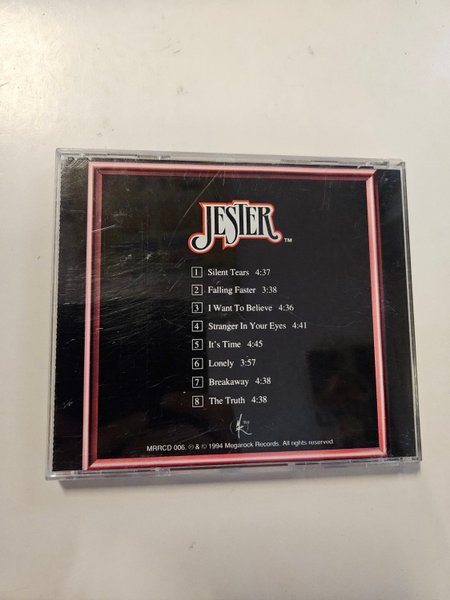 JESTER™
1 Silent Tears 4:37
2 Falling Faster 3:38
3 I Want To Believe 4:36
4 Stranger In Your Eyes 4:41
5 It's Time 4:45
6 Lonely 3:57
7 Breakaway 4:38
8 The Truth 4:38
MRRCD 006. ℗ & © 1994 Megarock Records. All rights reserved.